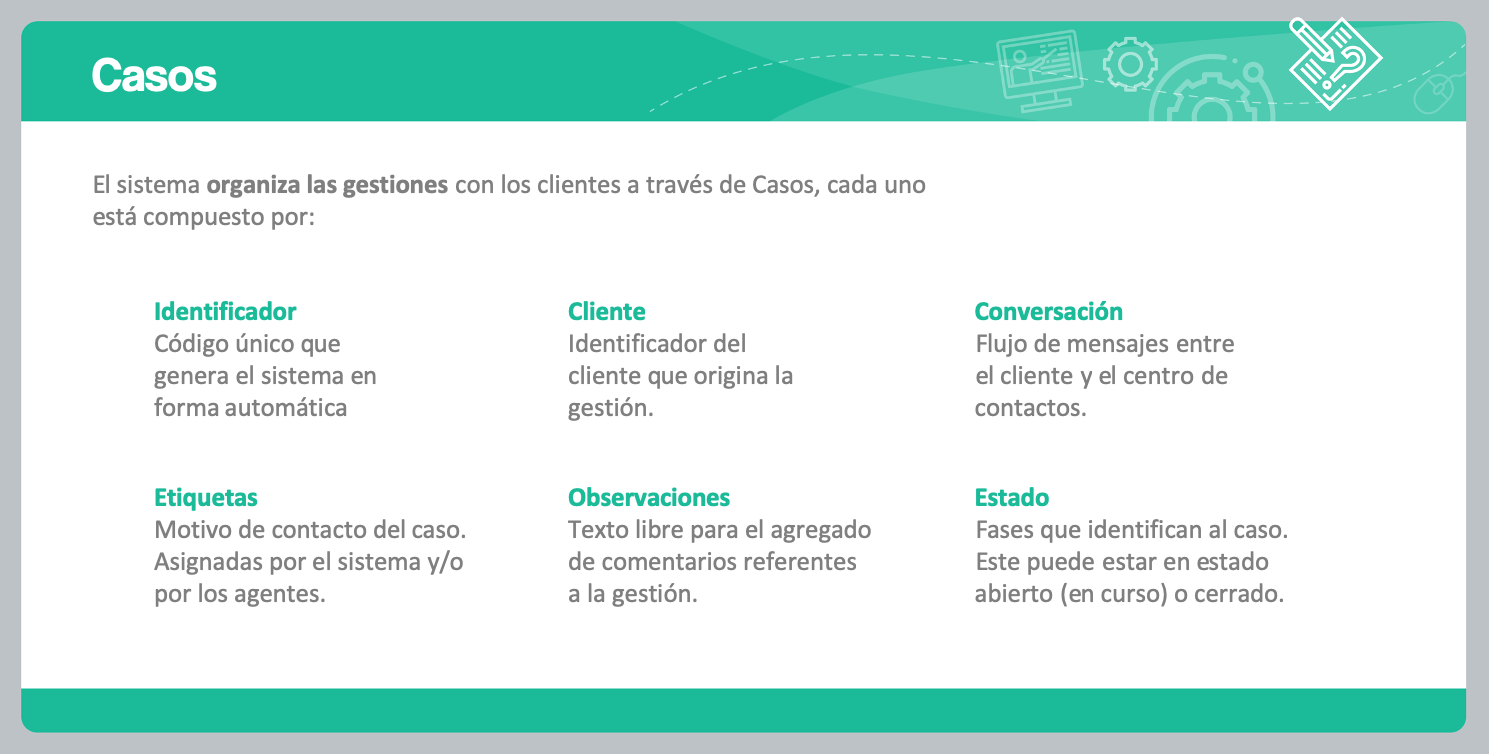 Casos
El sistema organiza las gestiones con los clientes a través de Casos, cada uno
está compuesto por:
Identificador
Código único que
genera el sistema en
forma automática
Cliente
Identificador del
cliente que origina la
gestión.
Conversación
Flujo de mensajes entre
el cliente y el centro de
contactos.
Etiquetas
Motivo de contacto del caso.
Asignadas por el sistema y/o
por los agentes.
Observaciones
Texto libre para el agregado
de comentarios referentes
a la gestión.
Estado
Fases que identifican al caso.
Este puede estar en estado
abierto (en curso) o cerrado.